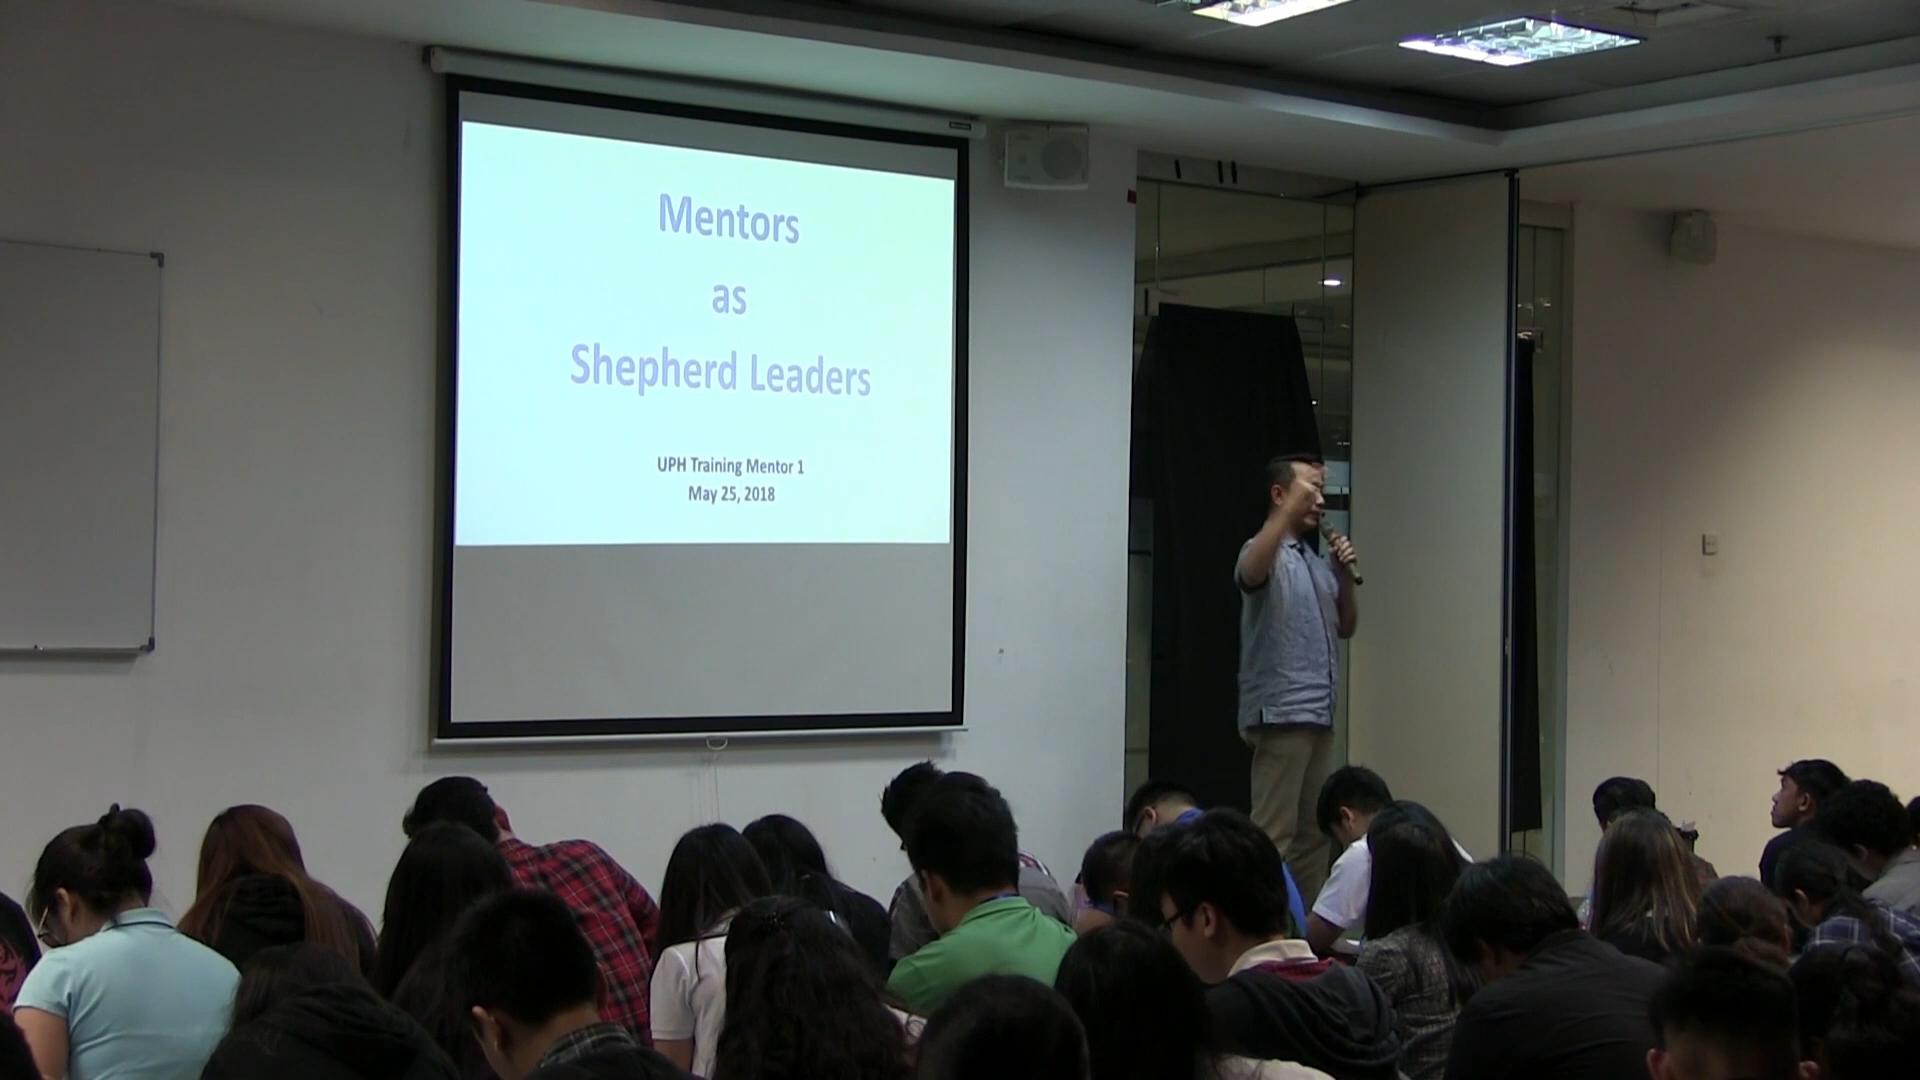 Mentors
as
Shepherd Leaders
UPH Training Mentor 1
May 25, 2018